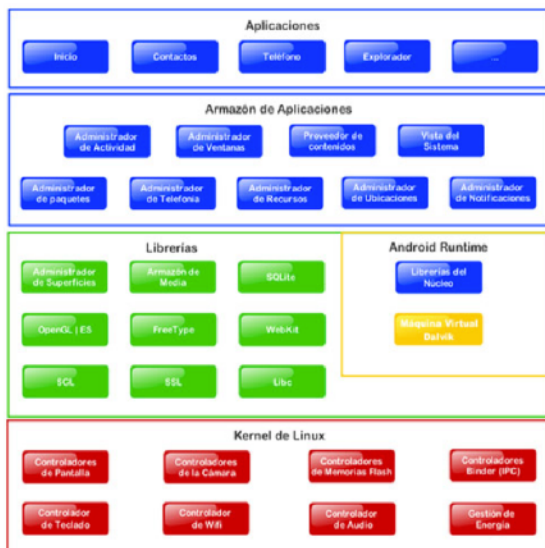 Aplicaciones
Inicio
Contactos
Teléfono
Explorador
...
Armazón de Aplicaciones
Administrador
de Actividad
Administrador
de Ventanas
Proveedor de
contenidos
Vista del
Sistema
Administrador
de paquetes
Administrador
de Telefonía
Administrador
de Recursos
Administrador
de Ubicaciones
Administrador
de Notificaciones
Librerías
Administrador
de Superficies
Armazón de
Media
SQLite
OpenGL | ES
FreeType
WebKit
SGL
SSL
Libc
Android Runtime
Librerías del
Núcleo
Máquina Virtual
Dalvik
Kernel de Linux
Controladores
de Pantalla
Controladores
de la Cámara
Controladores
de Memorias Flash
Controladores
Binder (IPC)
Controlador
de Teclado
Controlador
de Wifi
Controlador
de Audio
Gestión de
Energía